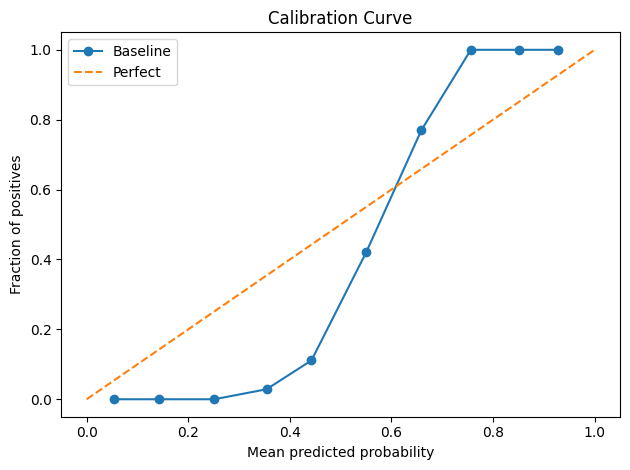 Calibration Curve
Baseline
Perfect
1.0
0.8
0.6
0.4
0.2
0.0
Fraction of positives
0.0 0.2 0.4 0.6 0.8 1.0
Mean predicted probability